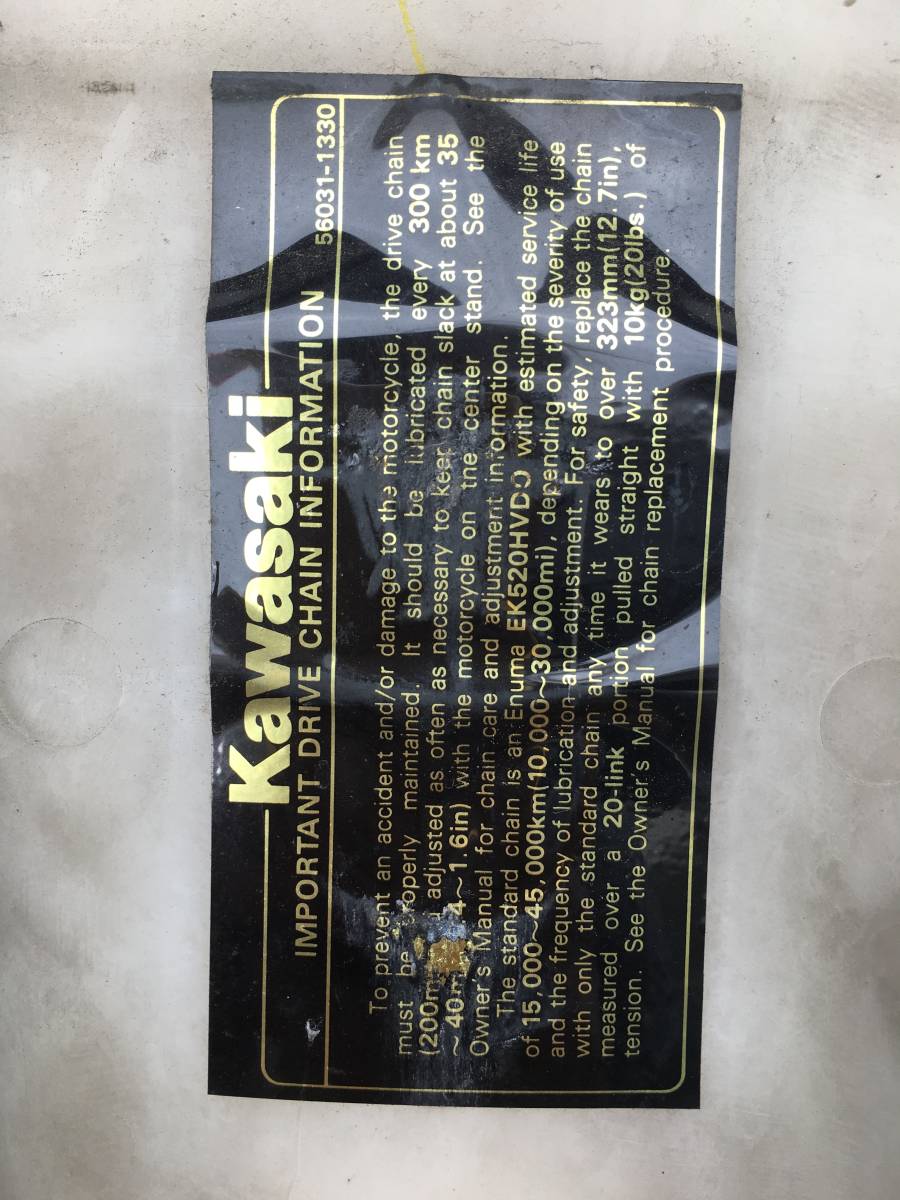 Kawasaki
IMPORTANT DRIVE CHAIN INFORMATION 56031-1330
To prevent an accident and/or damage to the motorcycle, the drive chain
must be properly maintained. It should be lubricated every 300 km
(200m adjusted as often as necessary to keep chain slack at about 35
~ 40m 4~1.6in) with the motorcycle on the center stand. See the
Owner's Manual for chain care and adjustment information.
The standard chain is an Enuma EK520HVDO with estimated service life
of 15,000~45,000km(10,000~30,000mi), depending on the severity of use
and the frequency of lubrication and adjustment. For safety, replace the chain
with only the standard chain any time it wears to over 323mm(12.7in),
measured over a 20-link portion pulled straight with 10kg(20lbs.) of
tension. See the Owner's Manual for chain replacement procedure.